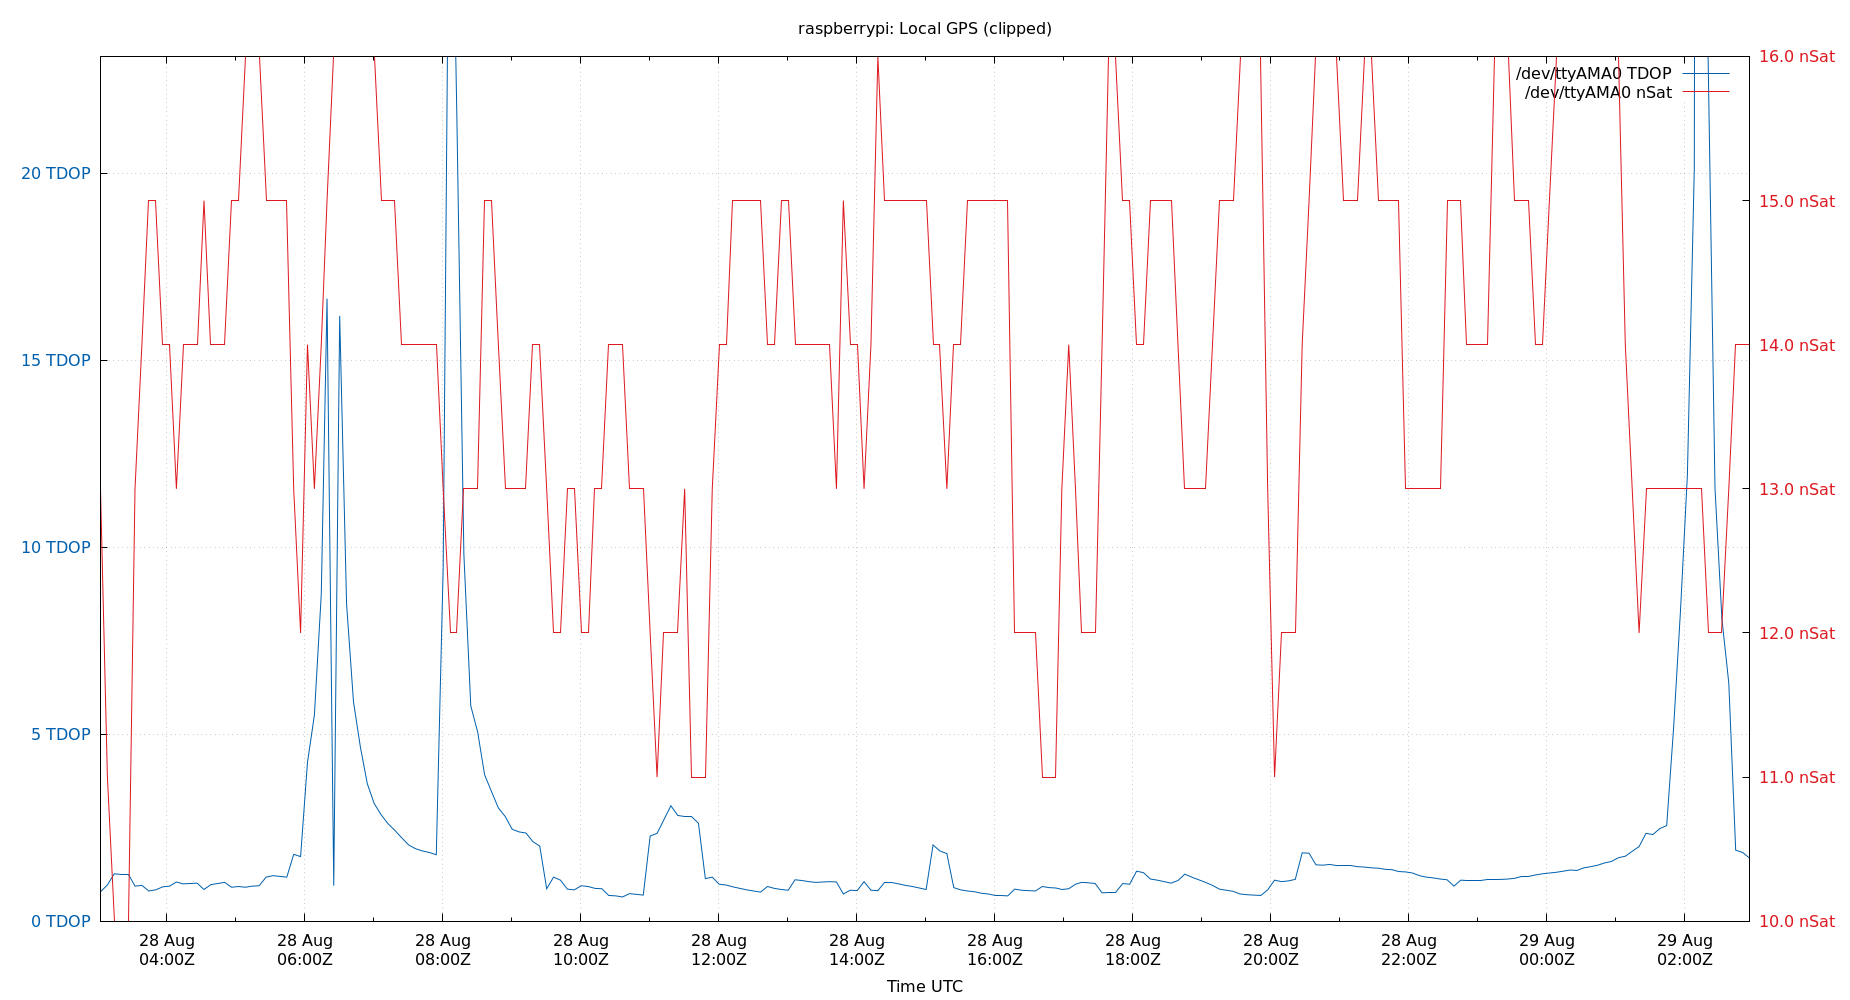 raspberrypi: Local GPS (clipped)
/dev/ttyAMA0 TDOP
/dev/ttyAMA0 nSat
20 TDOP
15 TDOP
10 TDOP
5 TDOP
0 TDOP
16.0 nSat
15.0 nSat
14.0 nSat
13.0 nSat
12.0 nSat
11.0 nSat
10.0 nSat
28 Aug 28 Aug 28 Aug 28 Aug 28 Aug 28 Aug 28 Aug 28 Aug 28 Aug 28 Aug 29 Aug 29 Aug
04:00Z 06:00Z 08:00Z 10:00Z 12:00Z 14:00Z 16:00Z 18:00Z 20:00Z 22:00Z 00:00Z 02:00Z
Time UTC